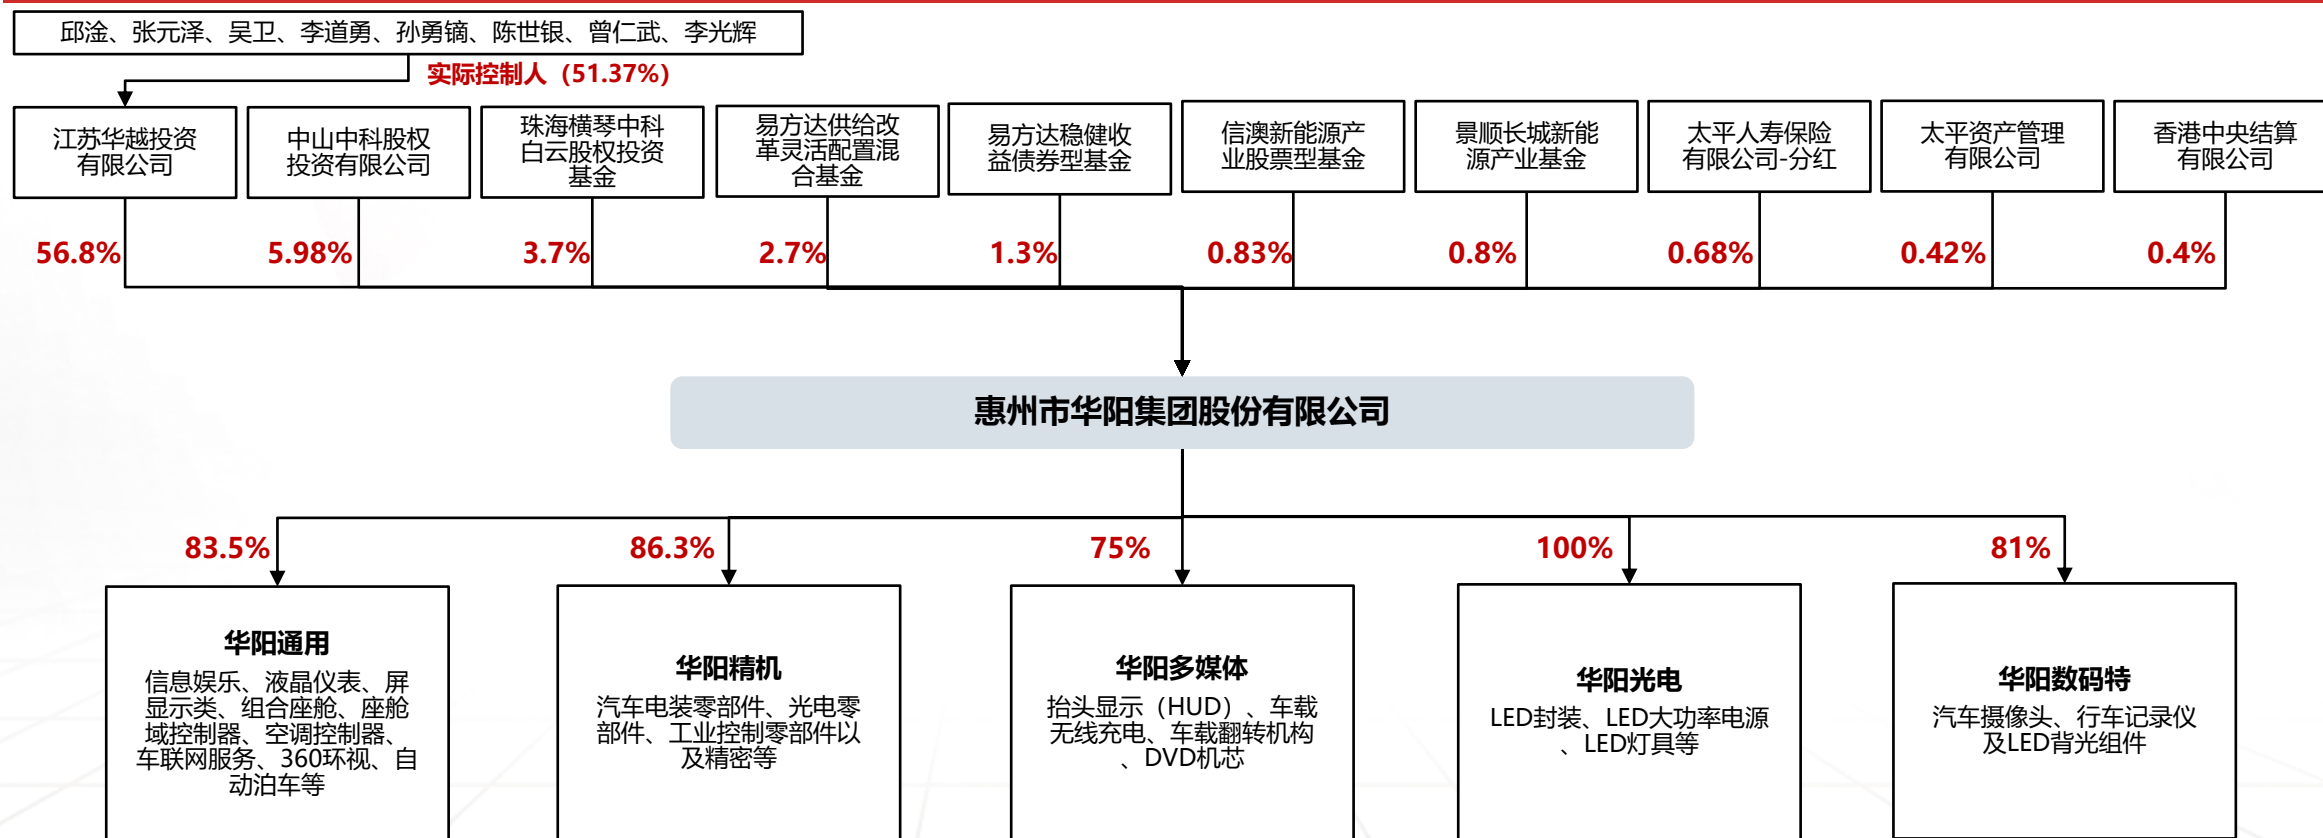 邱淦、张元泽、吴卫、李道勇、孙勇镝、陈世银、曾仁武、李光辉
实际控制人（51.37%）
江苏华越投资
有限公司
中山中科股权
投资有限公司
珠海横琴中科
白云股权投资
基金
易方达供给改
革灵活配置混
合基金
易方达稳健收
益债券型基金
信澳新能源产
业股票型基金
景顺长城新能
源产业基金
太平人寿保险
有限公司-分红
太平资产管理
有限公司
香港中央结算
有限公司
56.8%
5.98%
3.7%
2.7%
1.3%
0.83%
0.8%
0.68%
0.42%
0.4%
惠州市华阳集团股份有限公司
83.5%
86.3%
75%
100%
81%
华阳通用
信息娱乐、液晶仪表、屏
显示类、组合座舱、座舱
域控制器、空调控制器、
车联网服务、360环视、自
动泊车等
华阳精机
汽车电装零部件、光电零
部件、工业控制零部件以
及精密等
华阳多媒体
抬头显示（HUD）、车载
无线充电、车载翻转机构
、DVD机芯
华阳光电
LED封装、LED大功率电源
、LED灯具等
华阳数码特
汽车摄像头、行车记录仪
及LED背光组件